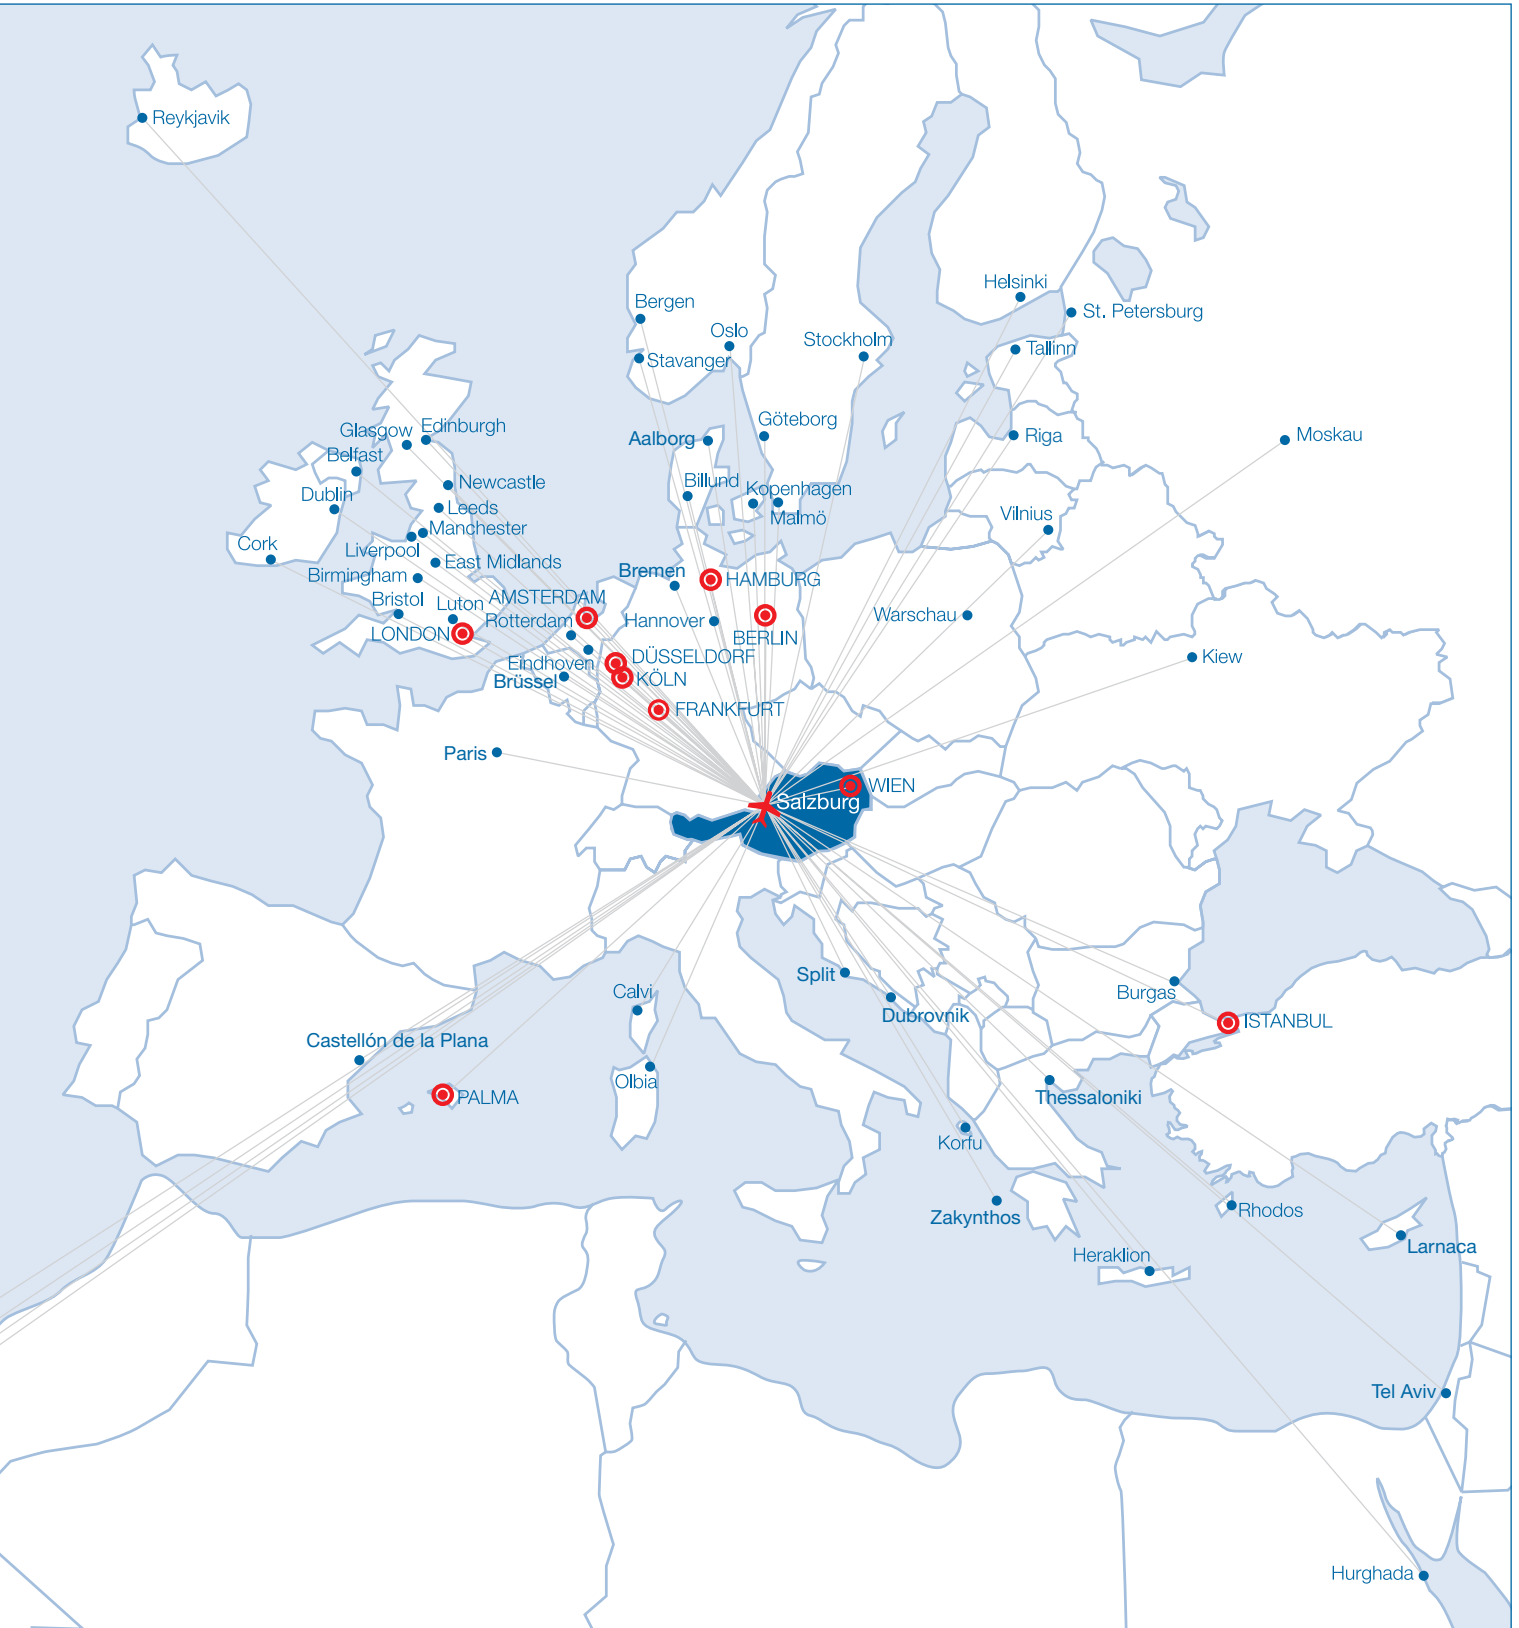 Reykjavik
Helsinki
Bergen
St. Petersburg
Oslo
Stockholm
Tallinn
Stavanger
Göteborg
Edinburgh
Glasgow
Aalborg
Riga
Moskau
Belfast
Newcastle
Billund
Kopenhagen
Dublin
Leeds
Malmö
Vilnius
Manchester
Cork
Liverpool
East Midlands
Bremen
HAMBURG
Birmingham
AMSTERDAM
Bristol
Luton
Rotterdam
Hannover
Warschau
LONDON
BERLIN
DÜSSELDORF
Kiew
Eindhoven
KÖLN
Brüssel
FRANKFURT
Paris
WIEN
Salzburg
Split
Calvi
Burgas
Dubrovnik
ISTANBUL
Castellón de la Plana
Olbia
PALMA
Thessaloniki
Korfu
Rhodos
Zakynthos
Larnaca
Heraklion
Tel Aviv
Hurghada